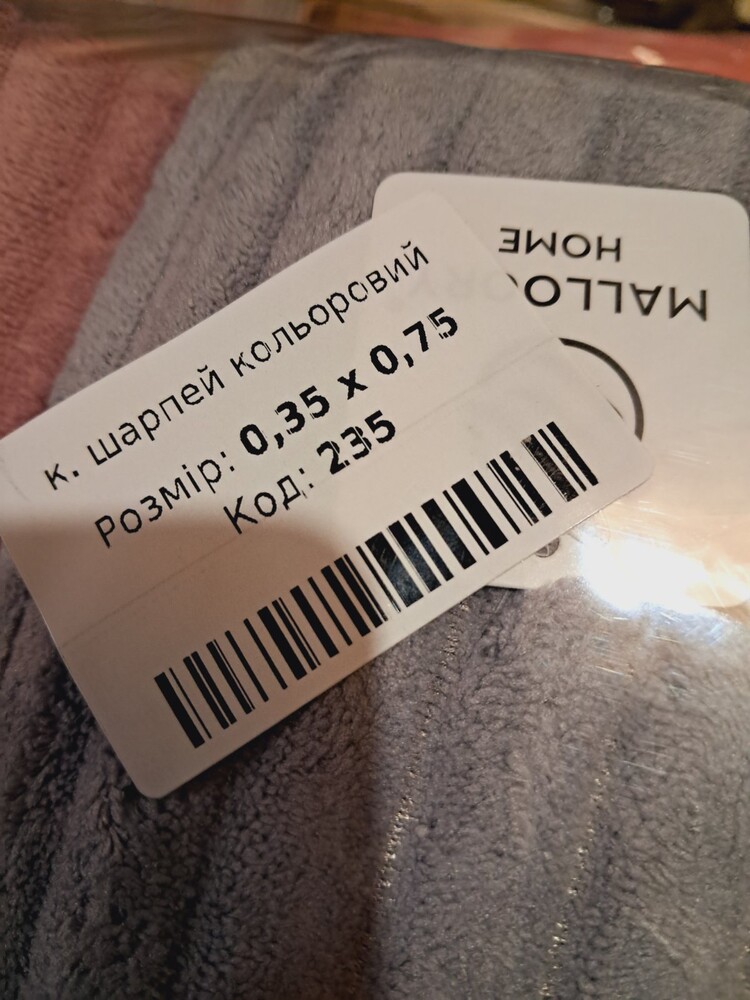 к. шарпей кольоровий
Розмір: 0,35 x 0,75
Код: 235
HOME